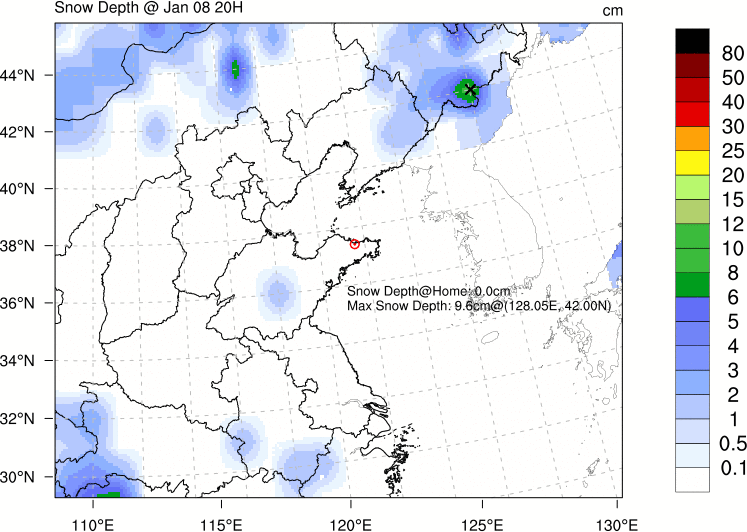 Snow Depth @ Jan 08 20H
cm
80
50
40
30
25
20
15
12
10
8
6
5
4
3
2
1
0.5
0.1
44°N
42°N
40°N
38°N
36°N
34°N
32°N
30°N
Snow Depth@Home: 0.0cm
Max Snow Depth: 9.6cm@(128.05E, 42.00N)
110°E
115°E
120°E
125°E
130°E